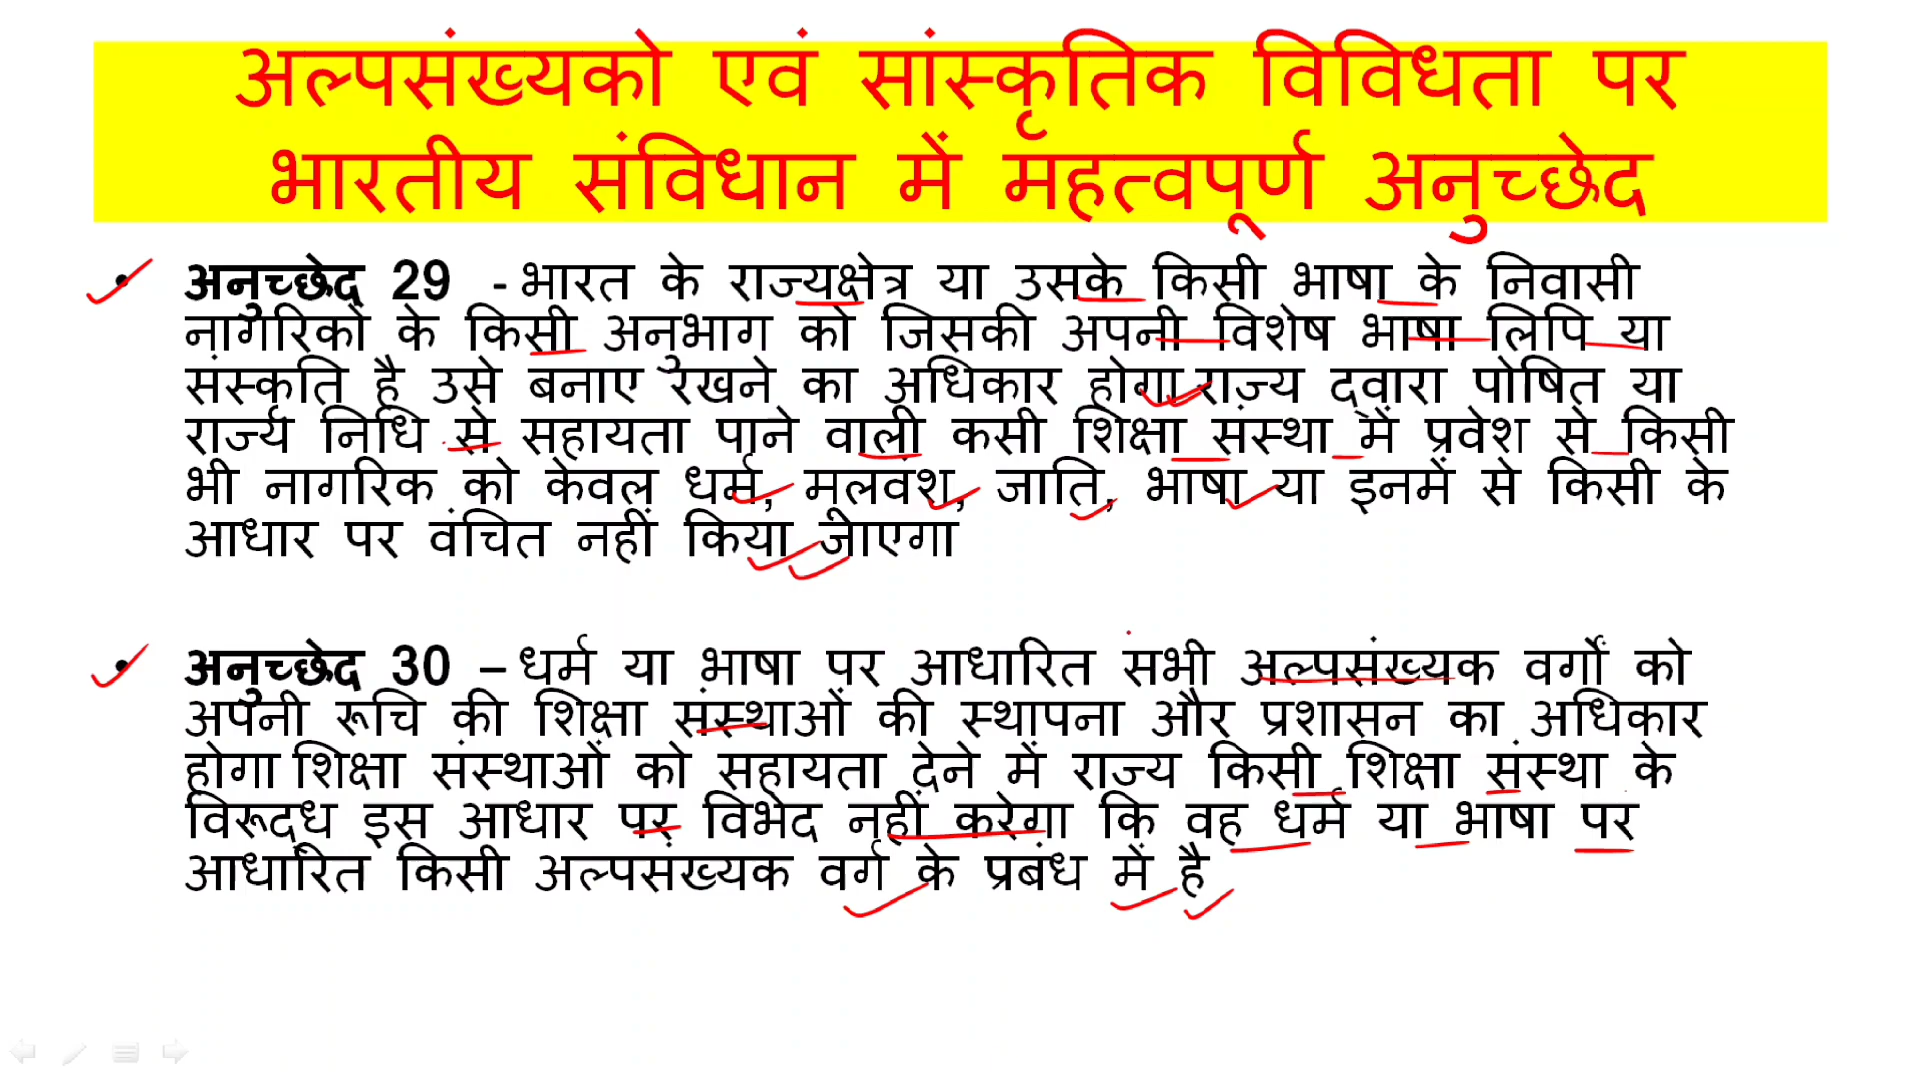 अल्पसंख्यको एवं सांस्कृतिक विविधता पर
भारतीय संविधान में महत्वपूर्ण अनुच्छेद
• अनुच्छेद 29 - भारत के राज्यक्षेत्र या उसके किसी भाषा के निवासी
नागरिको के किसी अनुभाग को जिसकी अपनी विशेष भाषा लिपि या
संस्कृति है उसे बनाए रखने का अधिकार होगा राज्य द्वारा पोषित या
राज्य निधि से सहायता पाने वाली कसी शिक्षा संस्था में प्रवेश से किसी
भी नागरिक को केवल धर्म, मूलवंश, जाति, भाषा या इनमें से किसी के
आधार पर वंचित नहीं किया जाएगा
• अनुच्छेद 30 – धर्म या भाषा पर आधारित सभी अल्पसंख्यक वर्गों को
अपनी रूचि की शिक्षा संस्थाओं की स्थापना और प्रशासन का अधिकार
होगा शिक्षा संस्थाओं को सहायता देने में राज्य किसी शिक्षा संस्था के
विरूद्ध इस आधार पर विभेद नहीं करेगा कि वह धर्म या भाषा पर
आधारित किसी अल्पसंख्यक वर्ग के प्रबंध में है